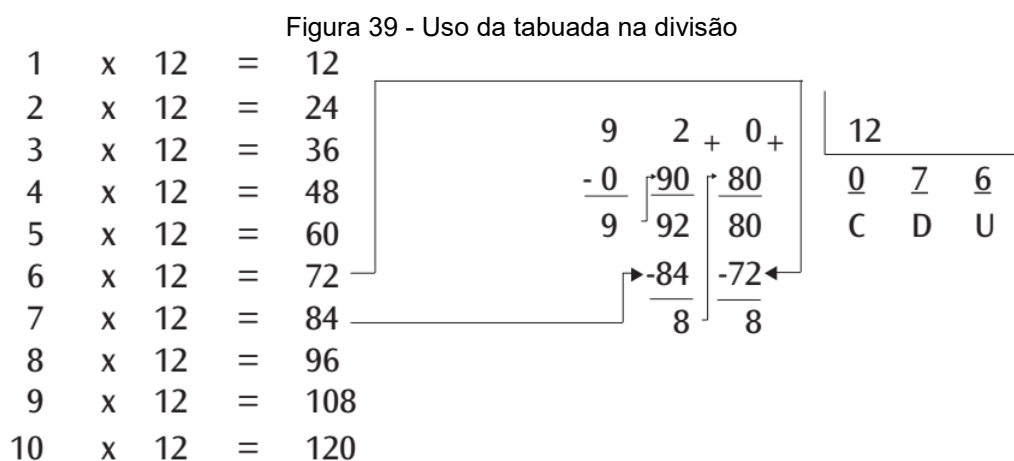 Figura 39 - Uso da tabuada na divisão
1 x 12 = 12
2 x 12 = 24
3 x 12 = 36
4 x 12 = 48
5 x 12 = 60
6 x 12 = 72
7 x 12 = 84
8 x 12 = 96
9 x 12 = 108
10 x 12 = 120
9 2 + 0 + 12
- 0 90 80 0 7 6
9 92 80 C D U
-84 -72
8 8